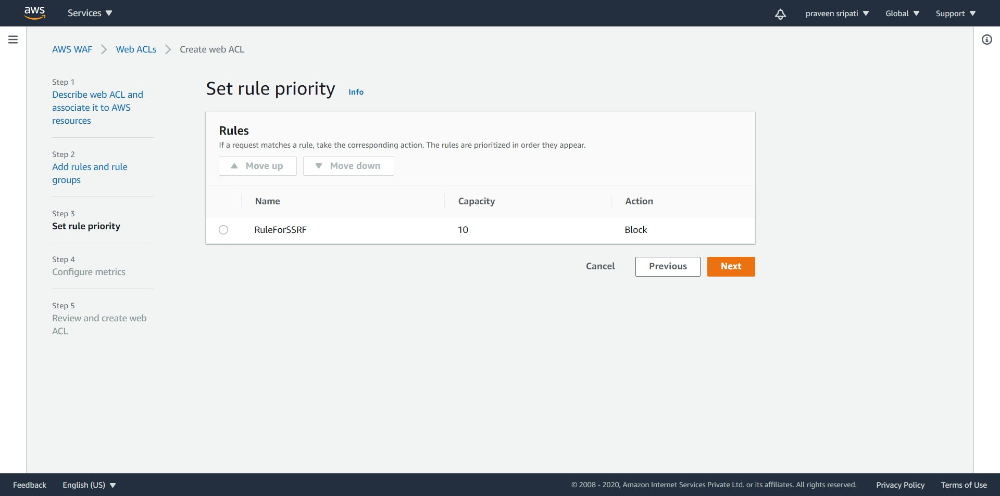 aws
Services
praveen sripati
Global
Support
AWS WAF
Web ACLs
Create web ACL
Step 1
Describe web ACL and
associate it to AWS
resources
Step 2
Add rules and rule
groups
Step 3
Set rule priority
Step 4
Configure metrics
Step 5
Review and create web
ACL
Set rule priority Info
Rules
If a request matches a rule, take the corresponding action. The rules are prioritized in order they appear.
Move up
Move down
Name Capacity Action
RuleForSSRF 10 Block
Cancel
Previous
Next
Feedback
English (US)
© 2008 - 2020, Amazon Internet Services Private Ltd. or its affiliates. All rights reserved.
Privacy Policy
Terms of Use